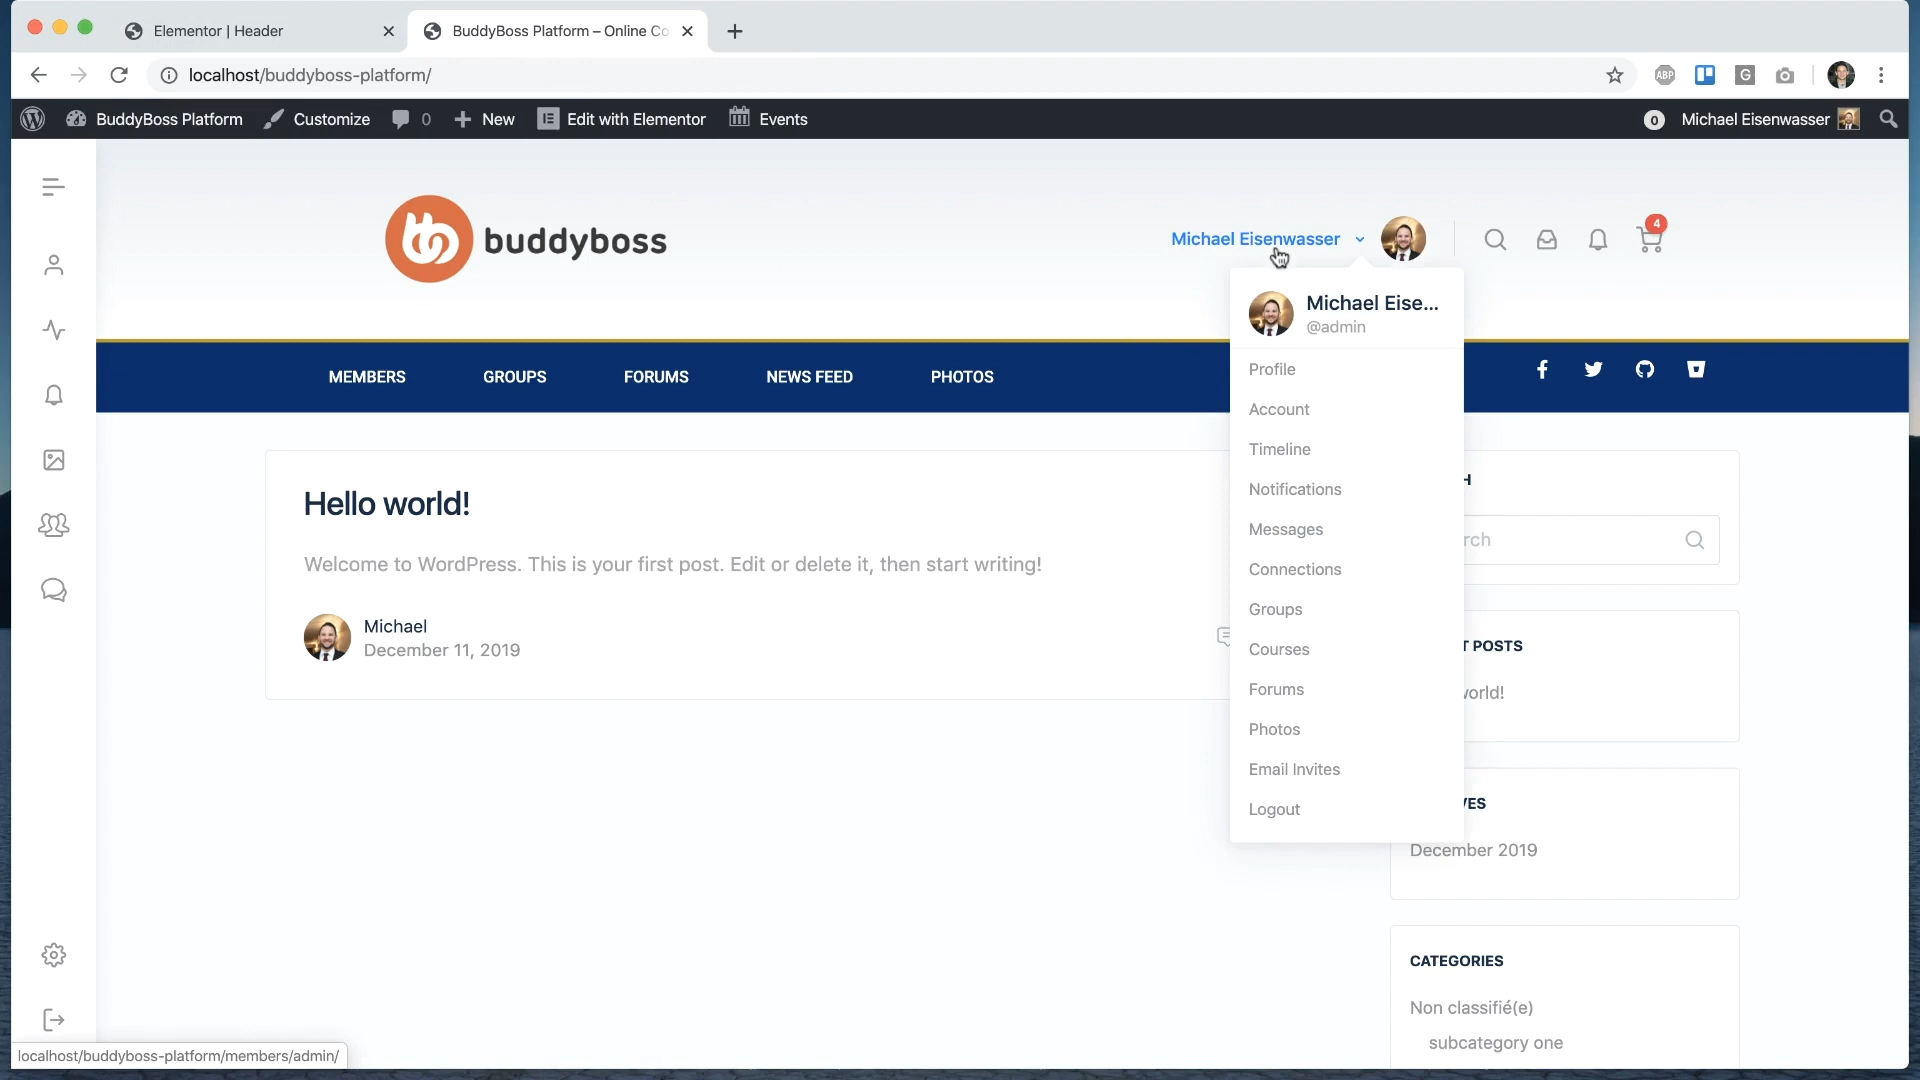 Elementor | Header
BuddyBoss Platform – Online Co
localhost/buddyboss-platform/
ABP
G
BuddyBoss Platform
Customize
0
New
Edit with Elementor
Events
0
Michael Eisenwasser
buddyboss
Michael Eisenwasser
4
Michael Eise...
@admin
MEMBERS
GROUPS
FORUMS
NEWS FEED
PHOTOS
Profile
Account
Timeline
Notifications
Messages
Connections
Groups
Courses
Forums
Photos
Email Invites
Logout
Hello world!
Welcome to WordPress. This is your first post. Edit or delete it, then start writing!
Michael
December 11, 2019
H
rch
T POSTS
world!
VES
December 2019
CATEGORIES
Non classifié(e)
subcategory one
localhost/buddyboss-platform/members/admin/